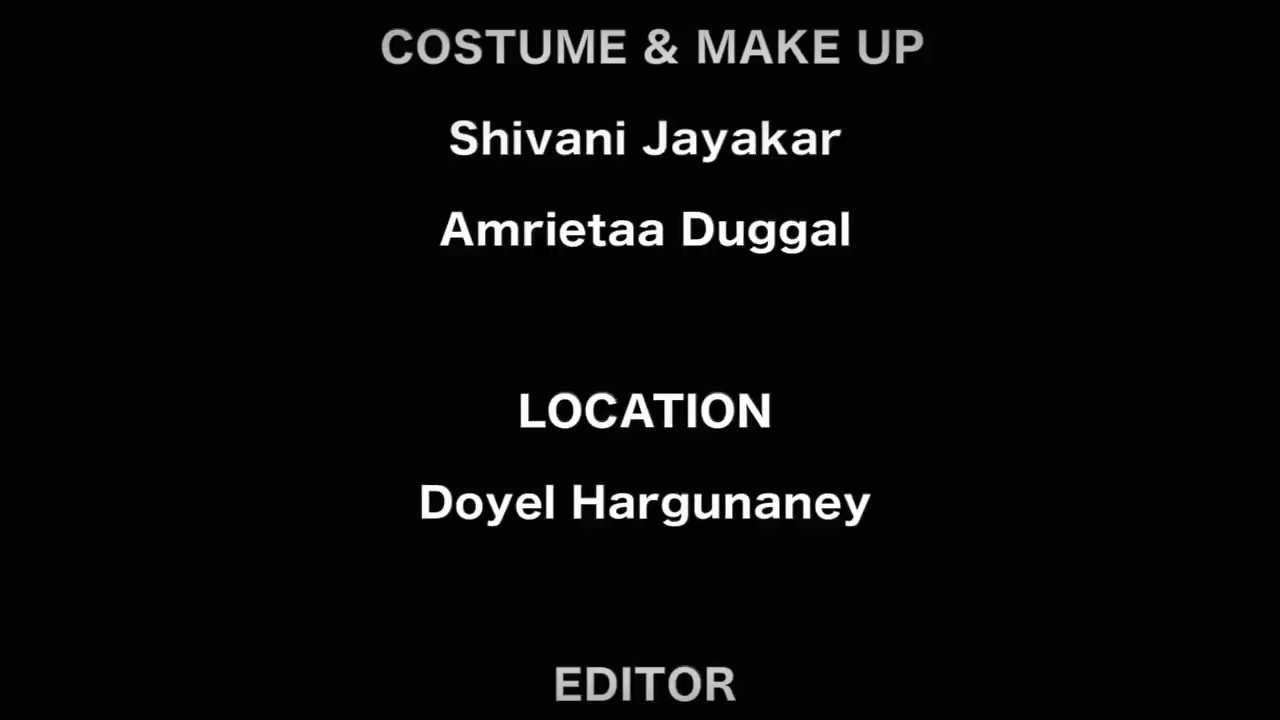 COSTUME & MAKE UP
Shivani Jayakar
Amrietaa Duggal
LOCATION
Doyel Hargunaney
EDITOR